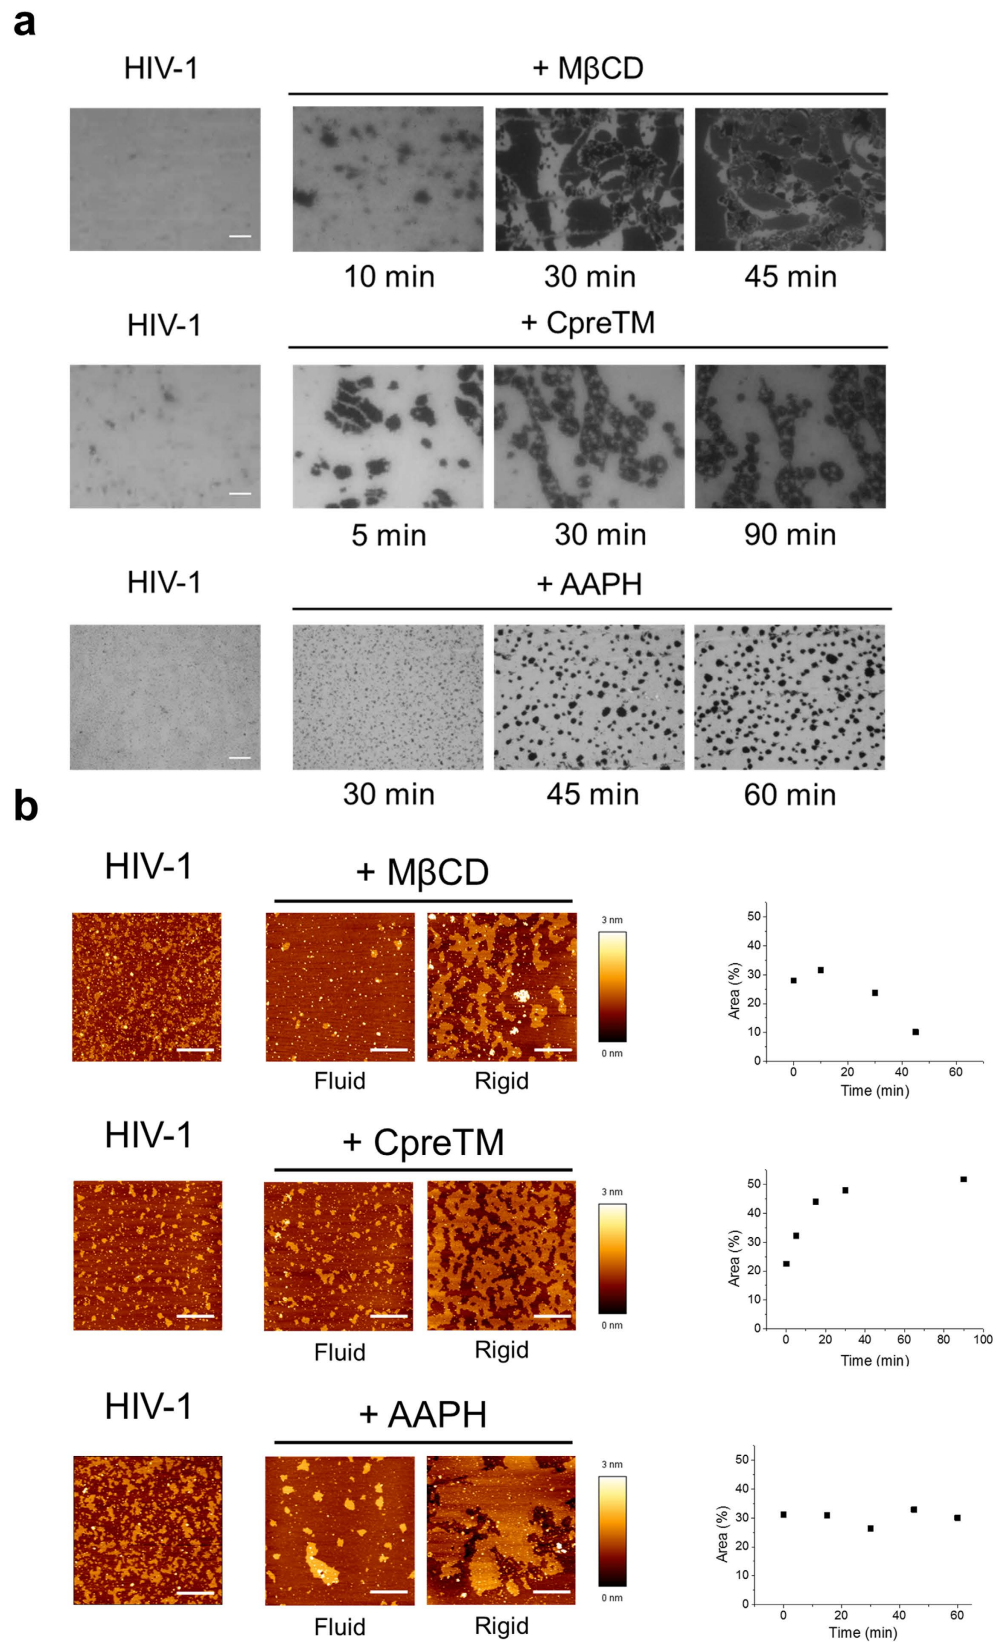 a
HIV-1
+ MβCD
10 min
30 min
45 min
HIV-1
+ CpreTM
5 min
30 min
90 min
HIV-1
+ AAPH
30 min
45 min
60 min
b
HIV-1
+ MβCD
Fluid
Rigid
3 nm
0 nm
50
40
30
20
10
0
Area (%)
0 20 40 60
Time (min)
HIV-1
+ CpreTM
Fluid
Rigid
3 nm
0 nm
50
40
30
20
10
0
Area (%)
0 20 40 60 80 100
Time (min)
HIV-1
+ AAPH
Fluid
Rigid
3 nm
0 nm
50
40
30
20
10
0
Area (%)
0 20 40 60
Time (min)